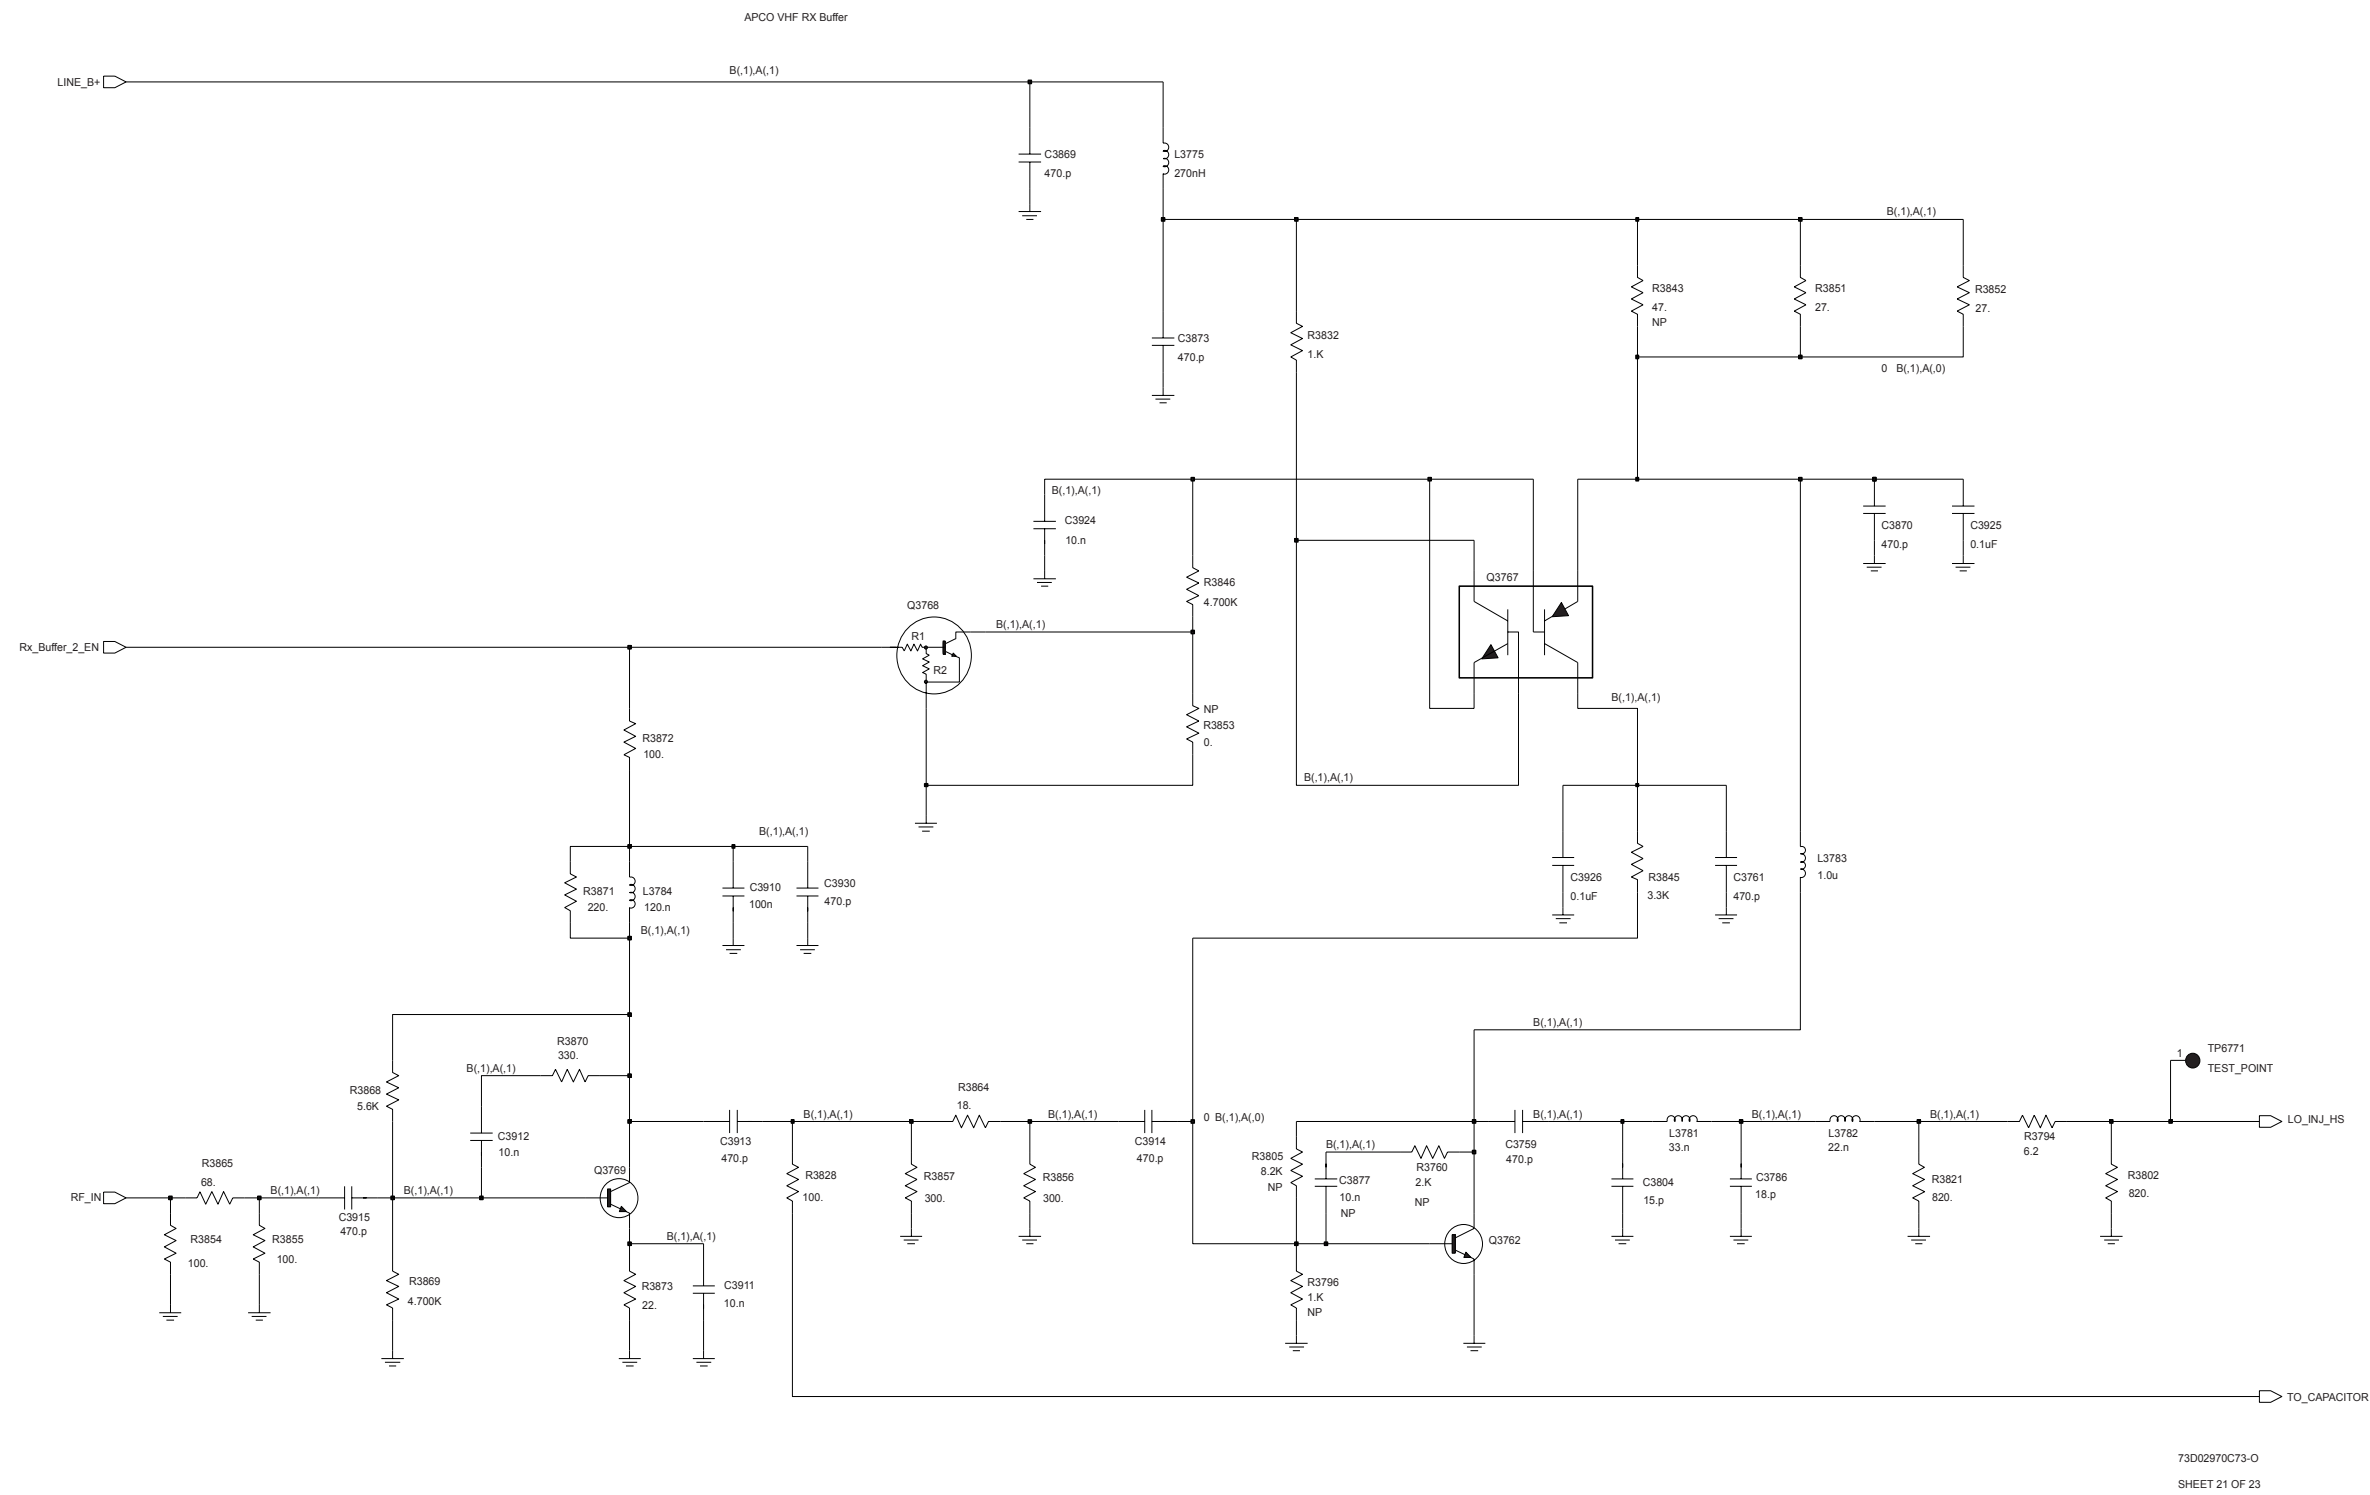 APCO VHF RX Buffer
LINE_B+
B(,1),A(,1)
C3869
470.p
L3775
270nH
B(,1),A(,1)
R3843
47.
NP
R3851
27.
R3852
27.
C3873
470.p
R3832
1.K
0 B(,1),A(,0)
B(,1),A(,1)
C3924
10.n
C3870
470.p
C3925
0.1uF
R3846
4.700K
Q3767
Q3768
R1
R2
B(,1),A(,1)
Rx_Buffer_2_EN
B(,1),A(,1)
NP
R3853
0.
R3872
100.
B(,1),A(,1)
B(,1),A(,1)
R3871
220.
L3784
120.n
C3910
100n
C3930
470.p
B(,1),A(,1)
C3926
0.1uF
R3845
3.3K
C3761
470.p
L3783
1.0u
B(,1),A(,1)
R3870
330.
B(,1),A(,1)
R3868
5.6K
C3912
10.n
R3864
18.
B(,1),A(,1)
B(,1),A(,1)
0 B(,1),A(,0)
B(,1),A(,1)
B(,1),A(,1)
B(,1),A(,1)
1
TP6771
TEST_POINT
LO_INJ_HS
C3913
470.p
C3914
470.p
C3759
470.p
L3781
33.n
L3782
22.n
R3794
6.2
R3865
68.
RF_IN
B(,1),A(,1)
B(,1),A(,1)
C3915
470.p
Q3769
R3828
100.
R3857
300.
R3856
300.
R3805
8.2K
NP
B(,1),A(,1)
C3877
10.n
NP
R3760
2.K
NP
C3804
15.p
C3786
18.p
R3821
820.
R3802
820.
R3854
100.
R3855
100.
B(,1),A(,1)
Q3762
R3869
4.700K
R3873
22.
C3911
10.n
R3796
1.K
NP
TO_CAPACITOR
73D02970C73-O
SHEET 21 OF 23